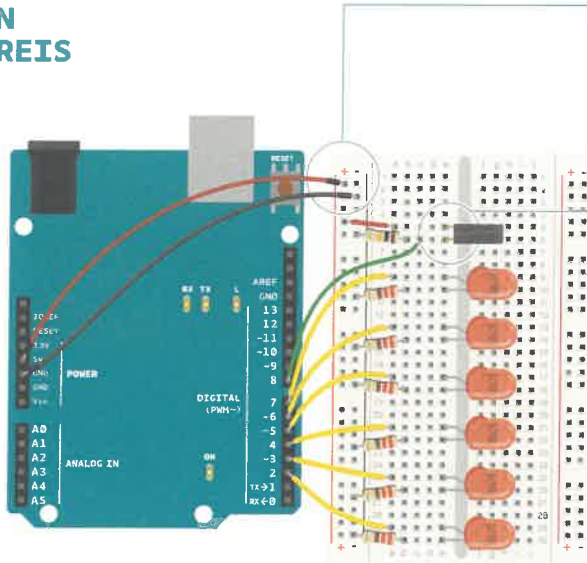 N
REIS
RESET
+ -
+ -
AREF
GND
RX TX L
13
12
-11
-10
-9
8
IOREF
RESET
3.3V
5V
GND
GND
Vin
POWER
DIGITAL
(PWM~)
7
-6
-5
4
-3
2
TX→1
RX←0
A0
A1
A2
A3
A4
A5
ANALOG IN
ON
28
+ -
+ -